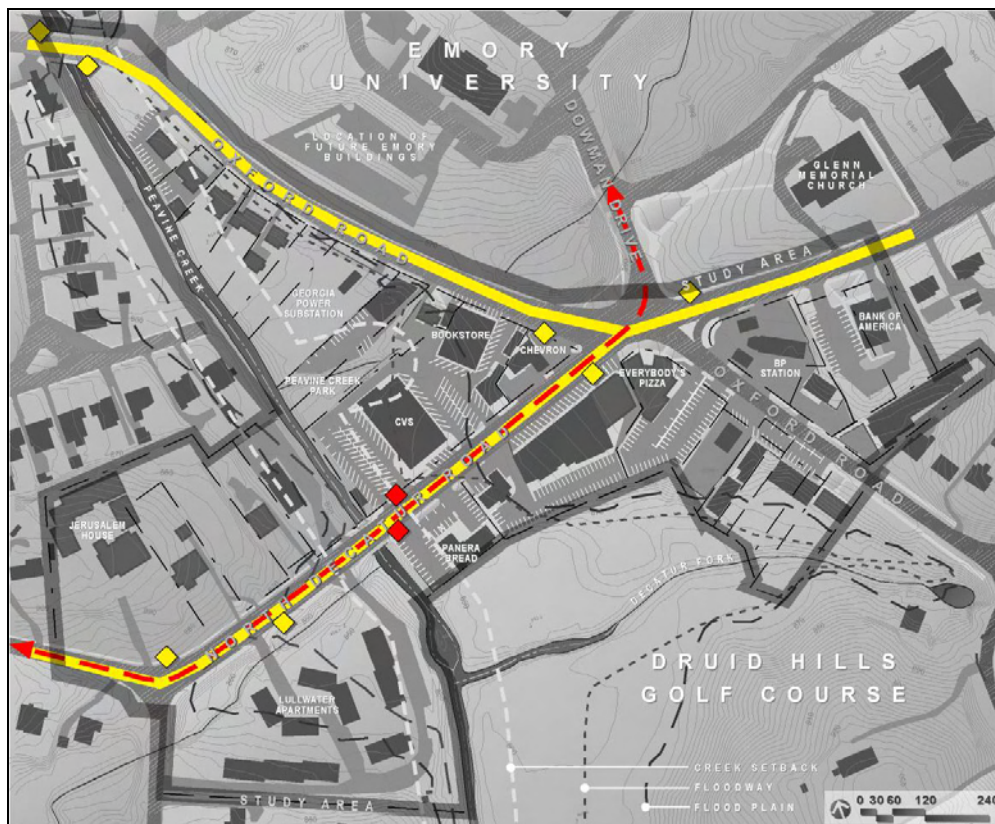 EMORY
UNIVERSITY
LOCATION OF
FUTURE EMORY
BUILDINGS
DOWMAN DRIVE
GLENN
MEMORIAL
CHURCH
OXFORD ROAD
PEAVINE CREEK
STUDY AREA
GEORGIA
POWER
SUBSTATION
BOOKSTORE
CHEVRON
BANK OF
AMERICA
BP
STATION
EVERYBODY'S
PIZZA
PEAVINE CREEK
PARK
CVS
OXFORD ROAD
NORTH DECATUR ROAD
JERUSALEM
HOUSE
PANERA
BREAD
DECATUR FORK
DRUID HILLS
GOLF COURSE
LULLWATER
APARTMENTS
CREEK SETBACK
FLOODWAY
FLOOD PLAIN
STUDY AREA
0 30 60 120 240